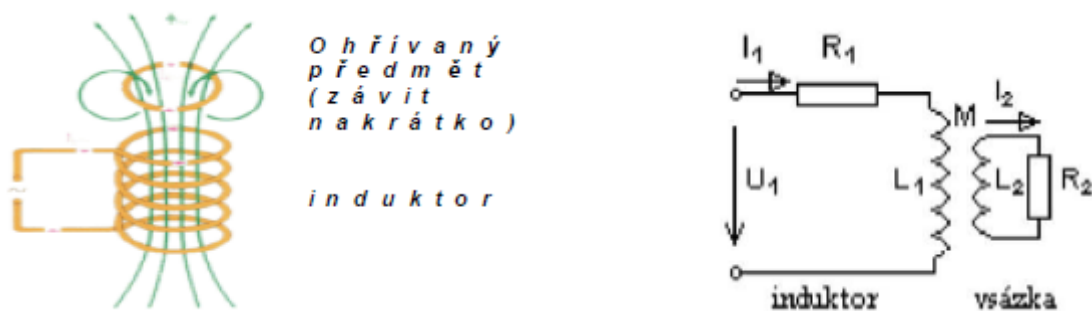 Ohřívaný
předmět
(závit
nakrátko)
induktor
I₁ R₁
M I₂
U₁ L₁ L₂ R₂
induktor vsázka